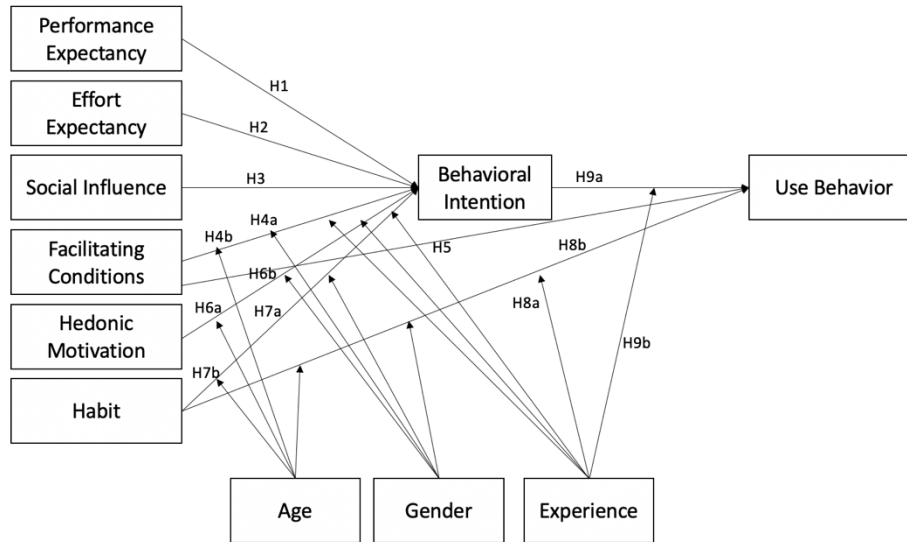 Performance
Expectancy
H1
Effort
Expectancy
H2
Social Influence
H3
Behavioral
Intention
H9a
Use Behavior
Facilitating
Conditions
H4b
H4a
H5
H8b
H6b
H6a
H7a
H8a
Hedonic
Motivation
H9b
H7b
Habit
Age
Gender
Experience